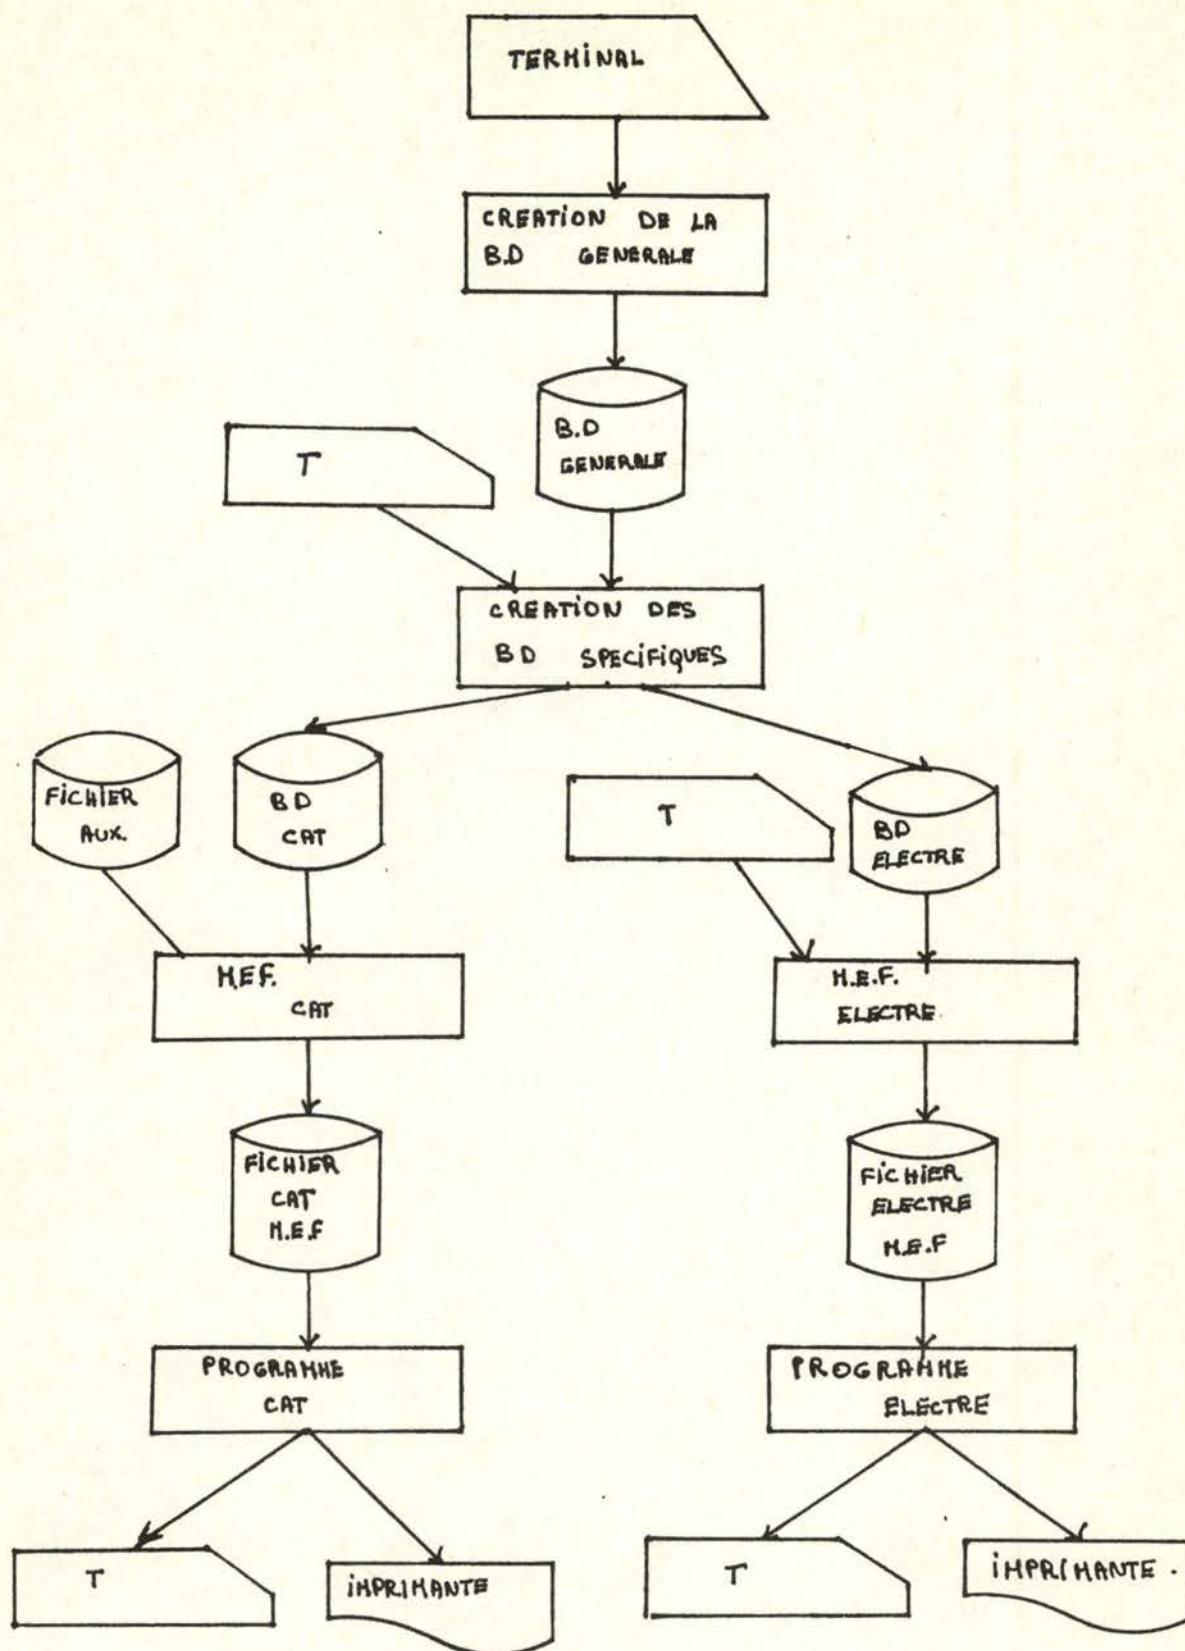 TERMINAL
CREATION DE LA
B.D GENERALE
B.D
GENERALE
T
CREATION DES
BD SPECIFIQUES
FICHIER
AUX.
BD
CAT
T
BD
ELECTRE
M.E.F.
CAT
M.E.F.
ELECTRE.
FICHIER
CAT
M.E.F
FICHIER
ELECTRE
M.E.F
PROGRAMME
CAT
PROGRAMME
ELECTRE
T
IMPRIMANTE
T
IMPRIMANTE.